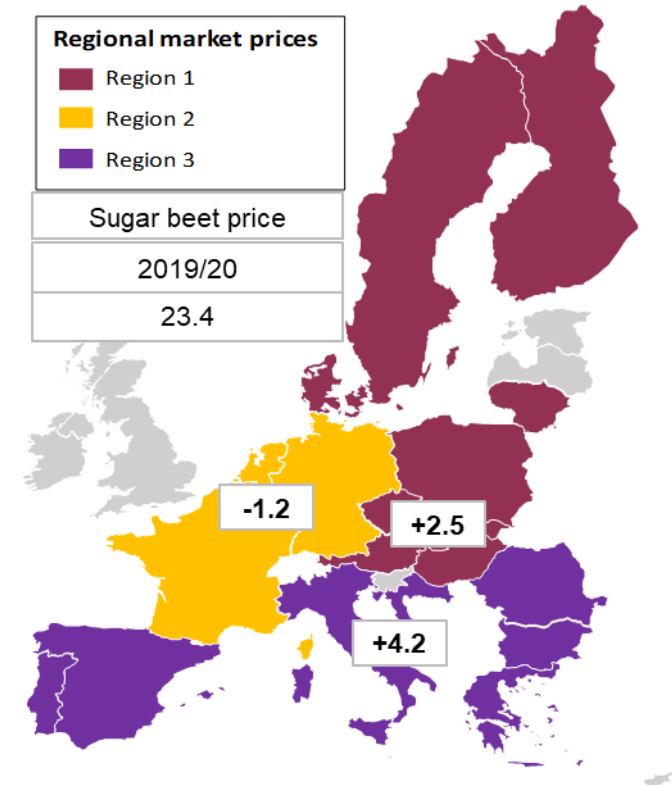 Regional market prices
Region 1
Region 2
Region 3
Sugar beet price
2019/20
23.4
-1.2
+2.5
+4.2